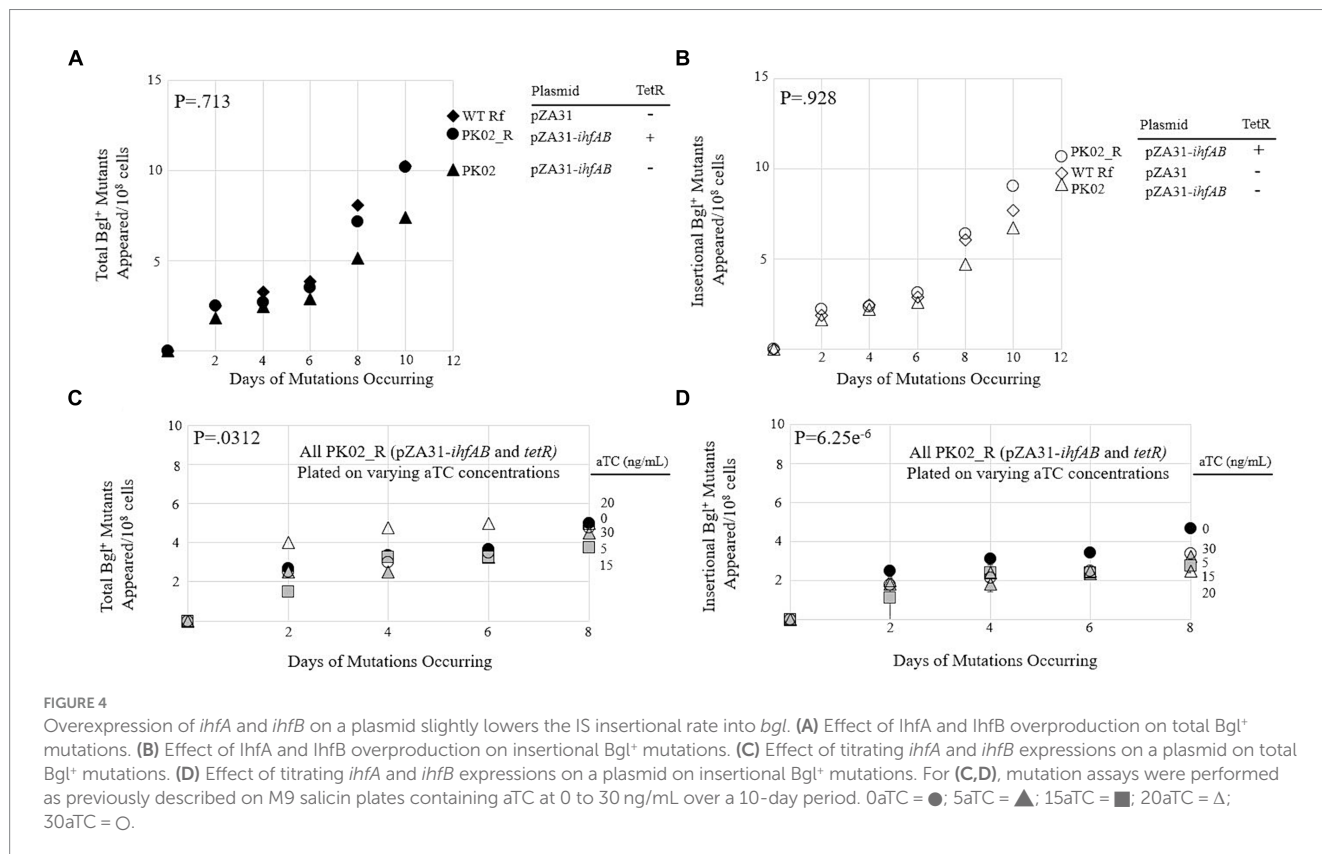 A
15
P=.713
Plasmid TetR
WT Rf pZA31 -
PK02_R pZA31-ihfAB +
PK02 pZA31-ihfAB -
10
5
Total Bgl⁺ Mutants
Appeared/10⁸ cells
2 4 6 8 10 12
Days of Mutations Occurring
B
15
P=.928
Plasmid TetR
PK02_R pZA31-ihfAB +
WT Rf pZA31 -
PK02 pZA31-ihfAB -
10
5
Insertional Bgl⁺ Mutants
Appeared/10⁸ cells
2 4 6 8 10 12
Days of Mutations Occurring
C
10
P=.0312
All PK02_R (pZA31-ihfAB and tetR)
Plated on varying aTC concentrations
aTC (ng/mL)
8
6
4
2
20
0
30
5
15
Total Bgl⁺ Mutants
Appeared/10⁸ cells
2 4 6 8
Days of Mutations Occurring
D
10
P=6.25e⁻⁶
All PK02_R (pZA31-ihfAB and tetR)
Plated on varying aTC concentrations
aTC (ng/mL)
8
6
4
2
0
30
5
15
20
Insertional Bgl⁺ Mutants
Appeared/10⁸ cells
2 4 6 8
Days of Mutations Occurring
FIGURE 4
Overexpression of ihfA and ihfB on a plasmid slightly lowers the IS insertional rate into bgl. (A) Effect of IhfA and IhfB overproduction on total Bgl⁺
mutations. (B) Effect of IhfA and IhfB overproduction on insertional Bgl⁺ mutations. (C) Effect of titrating ihfA and ihfB expressions on a plasmid on total
Bgl⁺ mutations. (D) Effect of titrating ihfA and ihfB expressions on a plasmid on insertional Bgl⁺ mutations. For (C,D), mutation assays were performed
as previously described on M9 salicin plates containing aTC at 0 to 30 ng/mL over a 10-day period. 0aTC = ●; 5aTC = ▲; 15aTC = ■; 20aTC = Δ;
30aTC = ○.